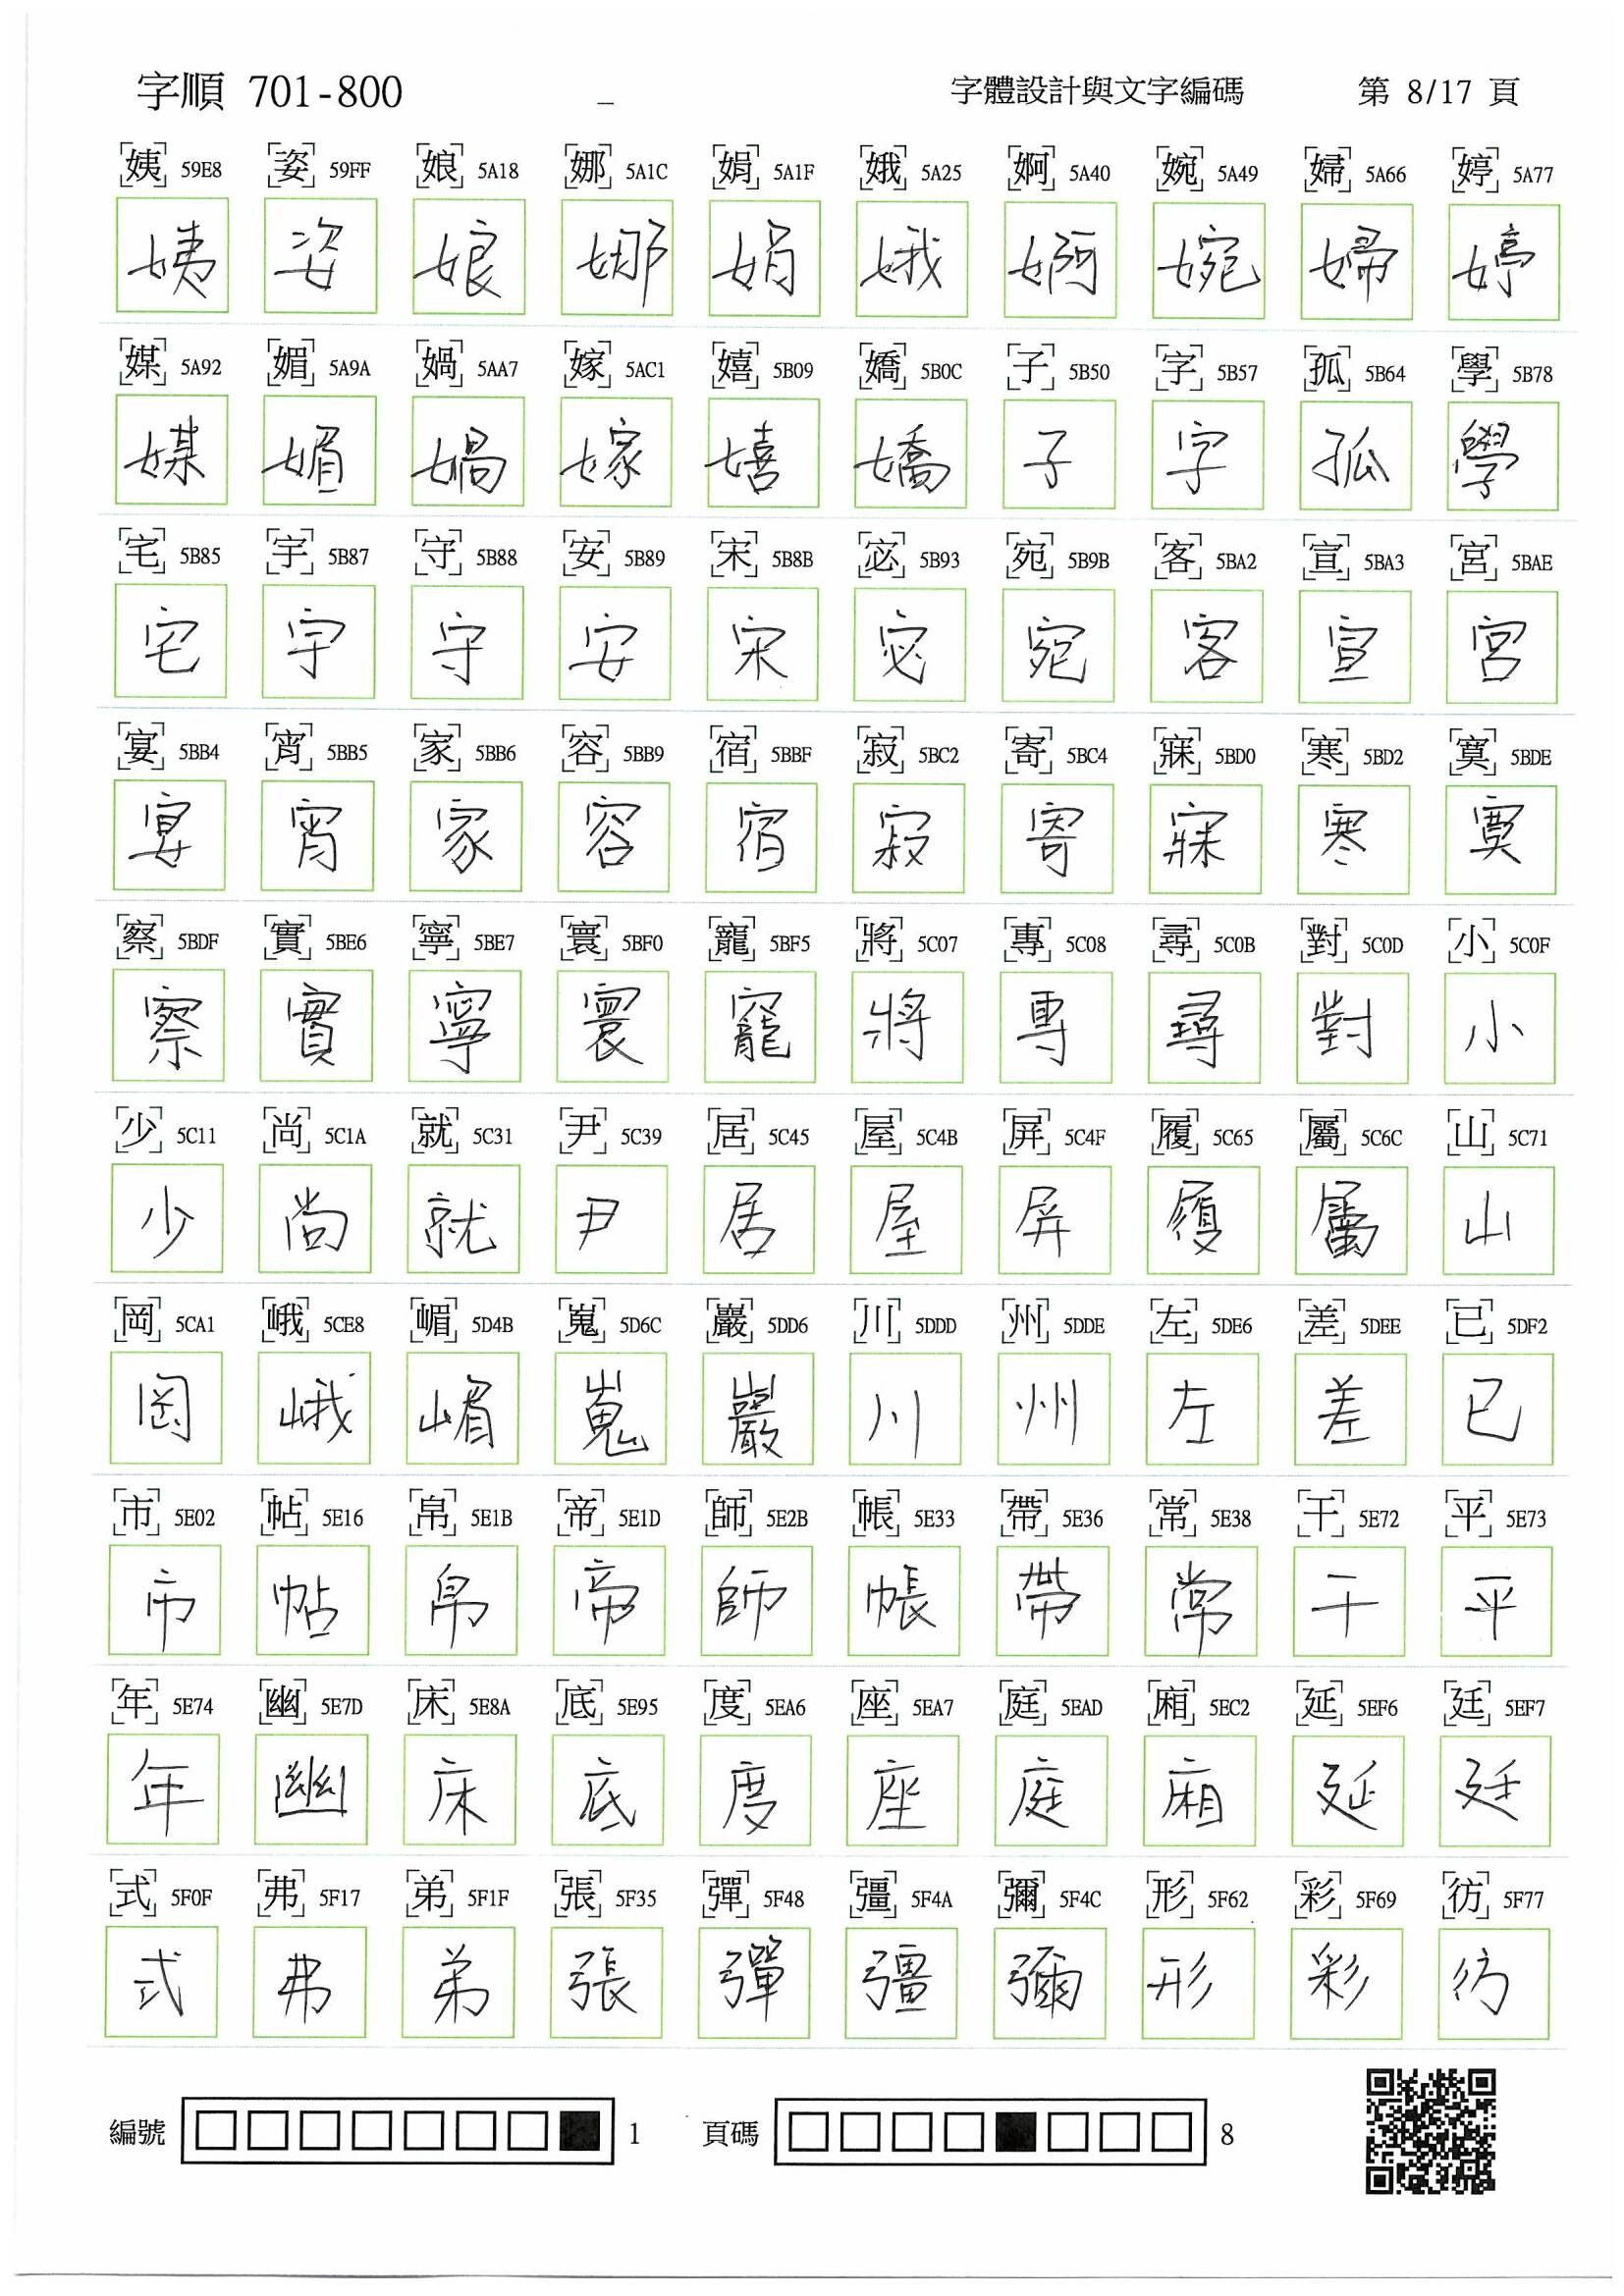 字順 701-800 _ 字體設計與文字編碼 第 8/17 頁
姨 59E8 姿 59FF 娘 5A18 娜 5A1C 娟 5A1F 娥 5A25 婀 5A40 婉 5A49 婦 5A66 婷 5A77
姨 姿 娘 娜 娟 娥 婀 婉 婦 婷
媒 5A92 媚 5A9A 媧 5AA7 嫁 5AC1 嬉 5B09 嬌 5B0C 子 5B50 字 5B57 孤 5B64 學 5B78
媒 媚 媧 嫁 嬉 嬌 子 字 孤 學
宅 5B85 宇 5B87 守 5B88 安 5B89 宋 5B8B 宓 5B93 宛 5B9B 客 5BA2 宣 5BA3 宮 5BAE
宅 宇 守 安 宋 宓 宛 客 宣 宮
宴 5BB4 宵 5BB5 家 5BB6 容 5BB9 宿 5BBF 寂 5BC2 寄 5BC4 寐 5BD0 寒 5BD2 寞 5BDE
宴 宵 家 容 宿 寂 寄 寐 寒 寞
察 5BDF 實 5BE6 寧 5BE7 寰 5BF0 寵 5BF5 將 5C07 專 5C08 尋 5C0B 對 5C0D 小 5C0F
察 實 寧 寰 寵 將 專 尋 對 小
少 5C11 尚 5C1A 就 5C31 尹 5C39 居 5C45 屋 5C4B 屏 5C4F 履 5C65 屬 5C6C 山 5C71
少 尚 就 尹 居 屋 屏 履 屬 山
岡 5CA1 峨 5CE8 嵋 5D4B 嵬 5D6C 巖 5DD6 川 5DDD 州 5DDE 左 5DE6 差 5DEE 已 5DF2
岡 峨 嵋 嵬 巖 川 州 左 差 已
市 5E02 帖 5E16 帛 5E1B 帝 5E1D 師 5E2B 帳 5E33 帶 5E36 常 5E38 干 5E72 平 5E73
市 帖 帛 帝 師 帳 帶 常 干 平
年 5E74 幽 5E7D 床 5E8A 底 5E95 度 5EA6 座 5EA7 庭 5EAD 廂 5EC2 延 5EF6 廷 5EF7
年 幽 床 底 度 座 庭 廂 延 廷
式 5F0F 弗 5F17 弟 5F1F 張 5F35 彈 5F48 彊 5F4A 彌 5F4C 形 5F62 彩 5F69 彷 5F77
式 弗 弟 張 彈 彊 彌 形 彩 彷
編號 1 頁碼 8